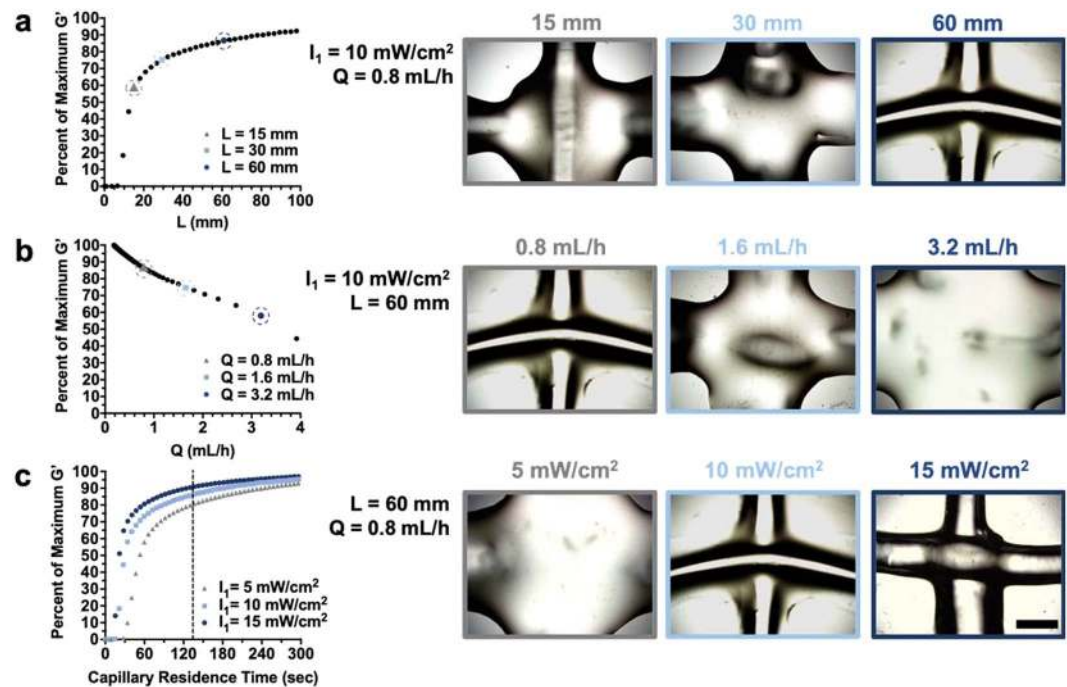 a
Percent of Maximum G'
100
90
80
70
60
50
40
30
20
10
0
L = 15 mm
L = 30 mm
L = 60 mm
0 20 40 60 80 100
L (mm)
I₁ = 10 mW/cm²
Q = 0.8 mL/h
15 mm
30 mm
60 mm
b
Percent of Maximum G'
100
90
80
70
60
50
40
30
20
10
0
Q = 0.8 mL/h
Q = 1.6 mL/h
Q = 3.2 mL/h
0 1 2 3 4
Q (mL/h)
I₁ = 10 mW/cm²
L = 60 mm
0.8 mL/h
1.6 mL/h
3.2 mL/h
c
Percent of Maximum G'
100
90
80
70
60
50
40
30
20
10
0
I₁= 5 mW/cm²
I₁= 10 mW/cm²
I₁= 15 mW/cm²
0 60 120 180 240 300
Capillary Residence Time (sec)
L = 60 mm
Q = 0.8 mL/h
5 mW/cm²
10 mW/cm²
15 mW/cm²